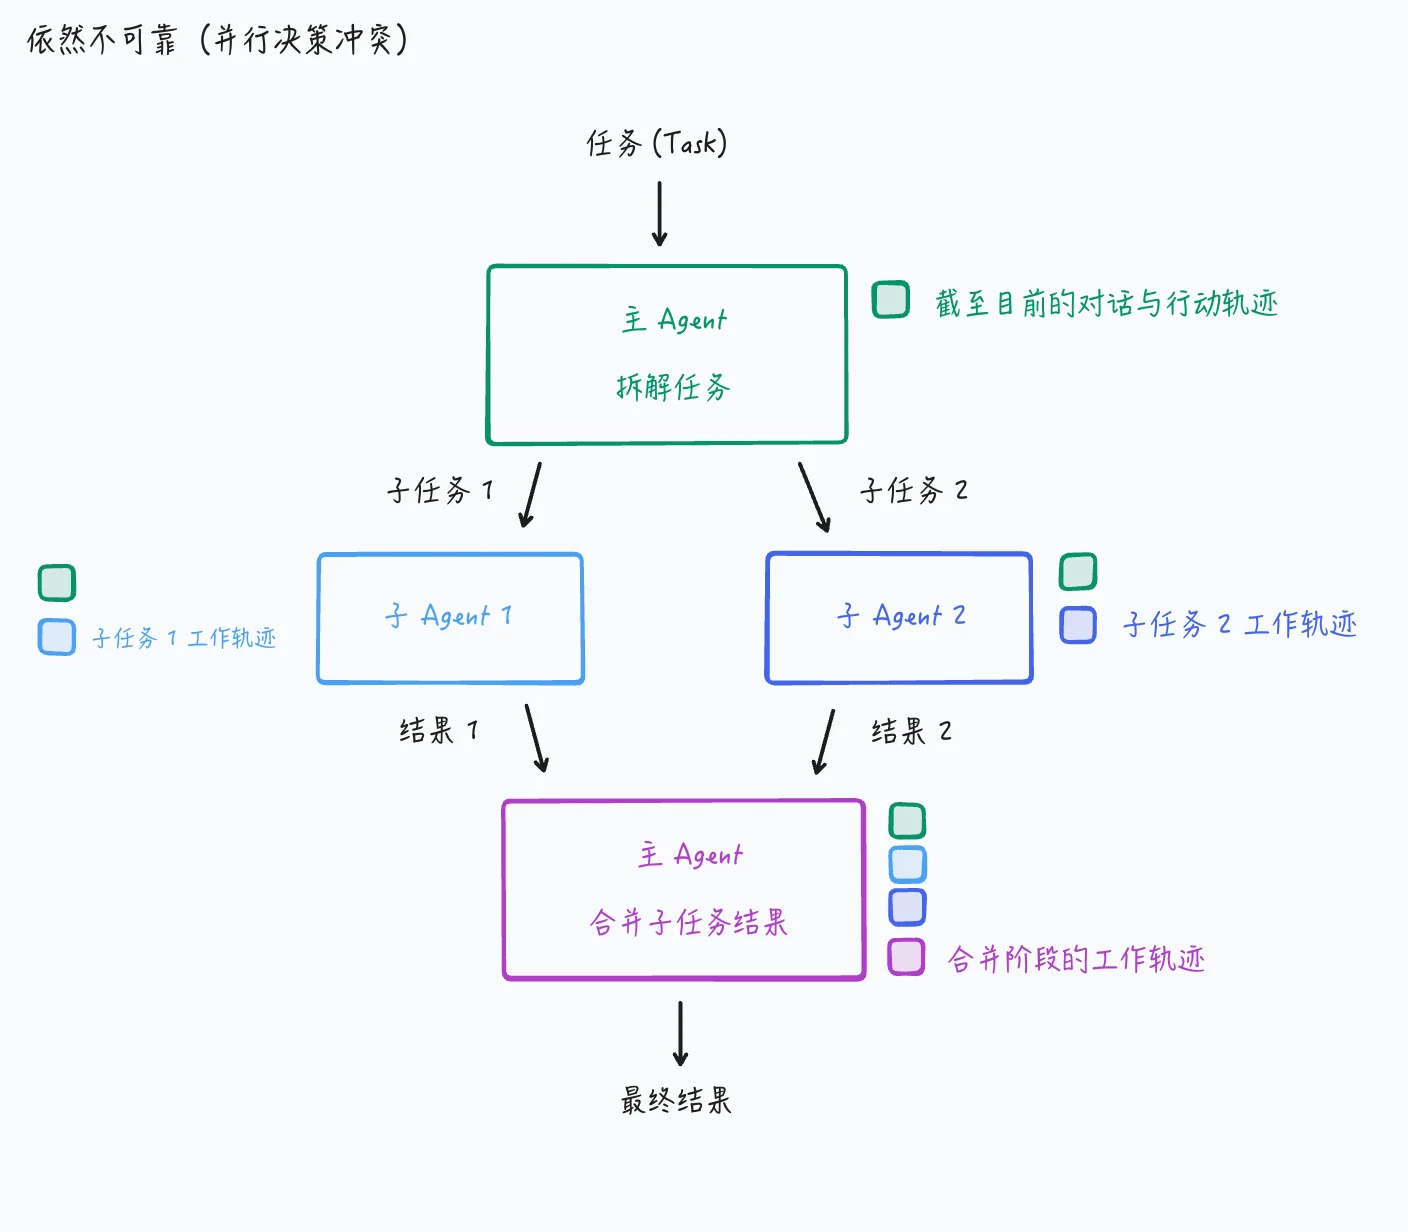 依然不可靠（并行决策冲突）
任务 (Task)
主 Agent
拆解任务
截至目前的对话与行动轨迹
子任务 1
子任务 2
子任务 1 工作轨迹
子 Agent 1
子 Agent 2
子任务 2 工作轨迹
结果 1
结果 2
主 Agent
合并子任务结果
合并阶段的工作轨迹
最终结果